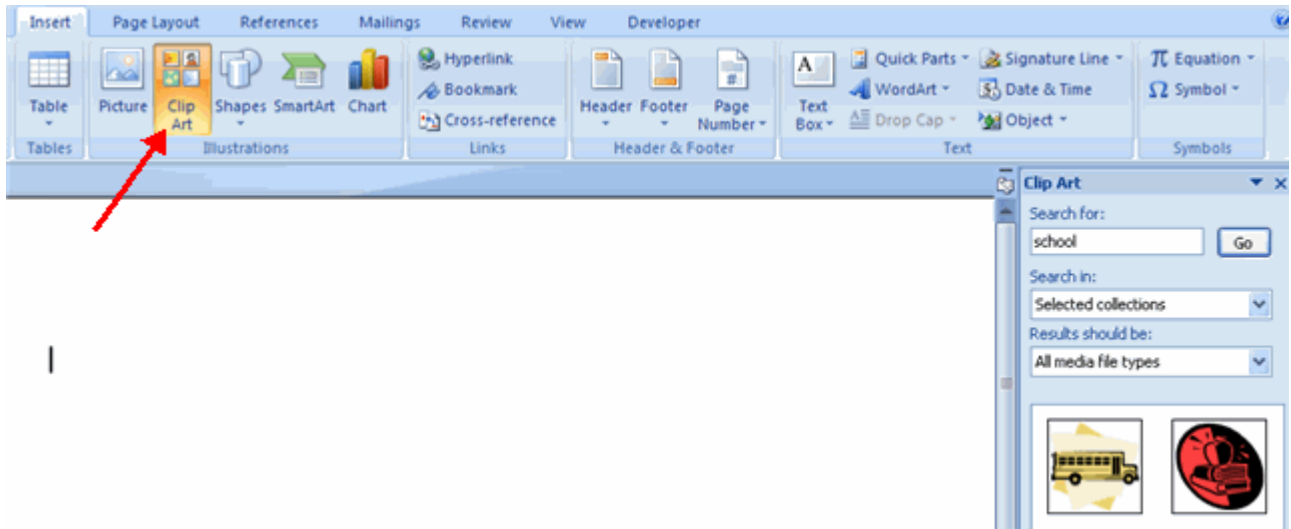 Insert Page Layout References Mailings Review View Developer
Table
Tables
Picture
Clip Art
Shapes
SmartArt
Chart
Illustrations
Hyperlink
Bookmark
Cross-reference
Links
Header
Footer
Page Number
#
Header & Footer
A
Text Box
Quick Parts
WordArt
Drop Cap
Signature Line
Date & Time
Object
Text
π Equation
Ω Symbol
Symbols
Clip Art
Search for:
school
Go
Search in:
Selected collections
Results should be:
All media file types